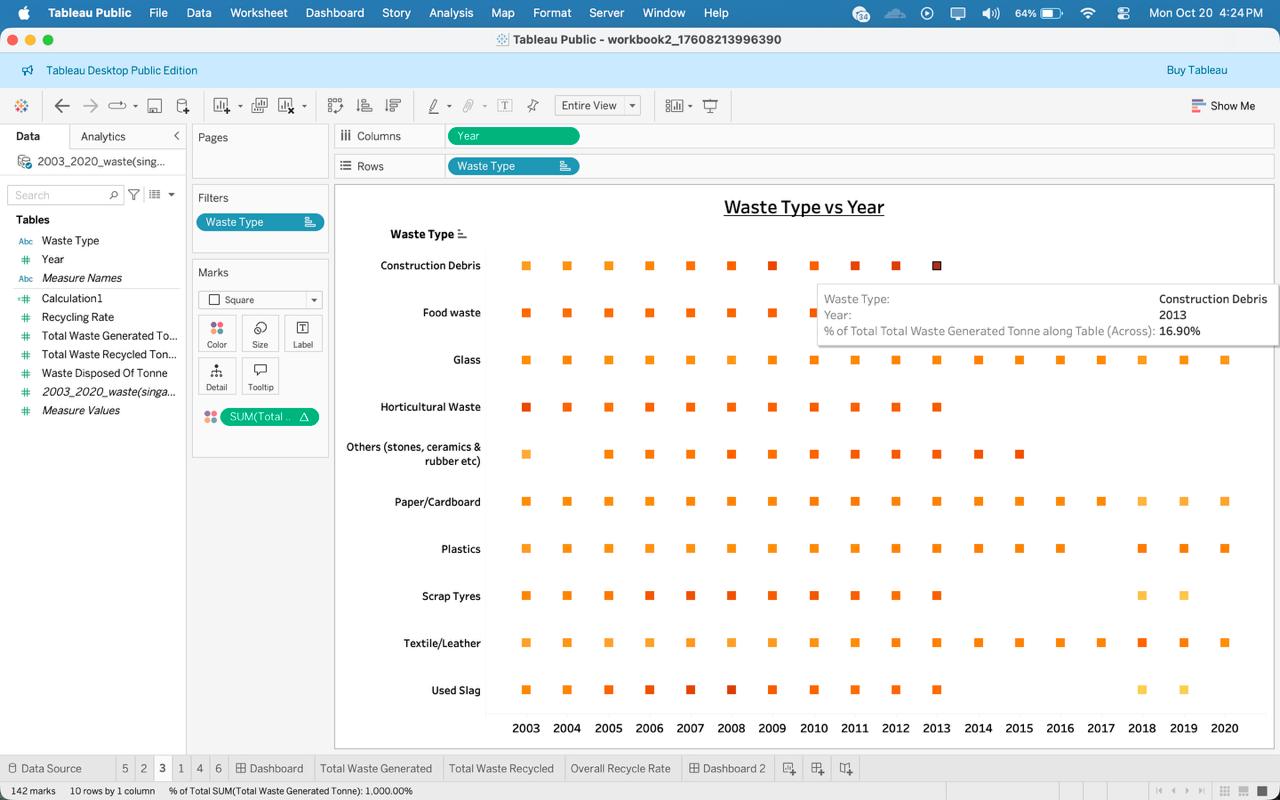 Tableau Public File Data Worksheet Dashboard Story Analysis Map Format Server Window Help 34 64% Mon Oct 20 4:24 PM
Tableau Public - workbook2_17608213996390
Tableau Desktop Public Edition Buy Tableau
Entire View Show Me
Data Analytics
2003_2020_waste(sing...
Search
Tables
Abc Waste Type
Year
Abc Measure Names
Calculation1
Recycling Rate
Total Waste Generated To...
Total Waste Recycled Ton...
Waste Disposed Of Tonne
2003_2020_waste(singa...
Measure Values
Pages
Filters
Waste Type
Marks
Square
Color Size Label
Detail Tooltip
SUM(Total ..
Columns Year
Rows Waste Type
Waste Type vs Year
Waste Type
Construction Debris
Food waste
Glass
Horticultural Waste
Others (stones, ceramics &
rubber etc)
Paper/Cardboard
Plastics
Scrap Tyres
Textile/Leather
Used Slag
Waste Type: Construction Debris
Year: 2013
% of Total Total Waste Generated Tonne along Table (Across): 16.90%
2003 2004 2005 2006 2007 2008 2009 2010 2011 2012 2013 2014 2015 2016 2017 2018 2019 2020
Data Source 5 2 3 1 4 6 Dashboard Total Waste Generated Total Waste Recycled Overall Recycle Rate Dashboard 2
142 marks 10 rows by 1 column % of Total SUM(Total Waste Generated Tonne): 1,000.00%